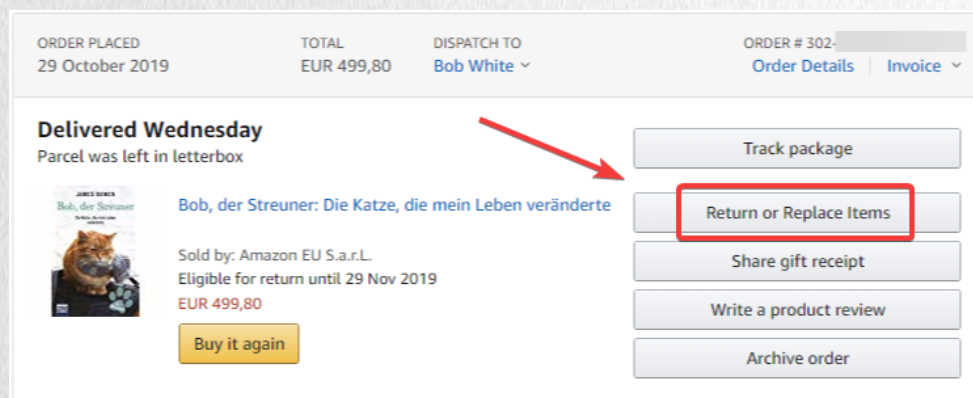 ORDER PLACED
29 October 2019
TOTAL
EUR 499,80
DISPATCH TO
Bob White
ORDER # 302-
Order Details
Invoice
Delivered Wednesday
Parcel was left in letterbox
Track package
Bob, der Streuner
Bob, der Streuner: Die Katze, die mein Leben veränderte
Return or Replace Items
Sold by: Amazon EU S.a.r.L.
Eligible for return until 29 Nov 2019
EUR 499,80
Share gift receipt
Write a product review
Buy it again
Archive order